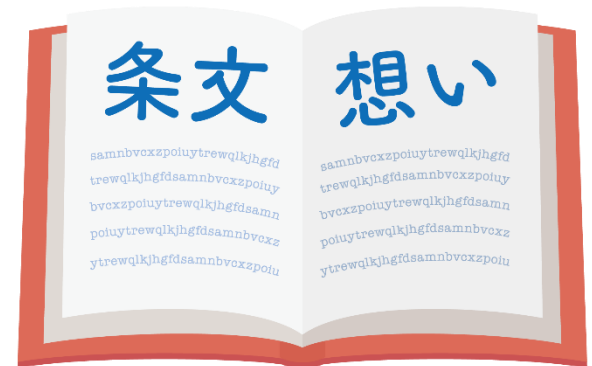 条文
samnbvcxzpoiuytrewqlkjhgfd
trewqlkjhgfdsamnbvcxzpoiuy
bvcxzpoiuytrewqlkjhgfdsamn
poiuytrewqlkjhgfdsamnbvcxz
ytrewqlkjhgfdsamnbvcxzpoiu
想い
samnbvcxzpoiuytrewqlkjhgfd
trewqlkjhgfdsamnbvcxzpoiuy
bvcxzpoiuytrewqlkjhgfdsamn
poiuytrewqlkjhgfdsamnbvcxz
ytrewqlkjhgfdsamnbvcxzpoiu